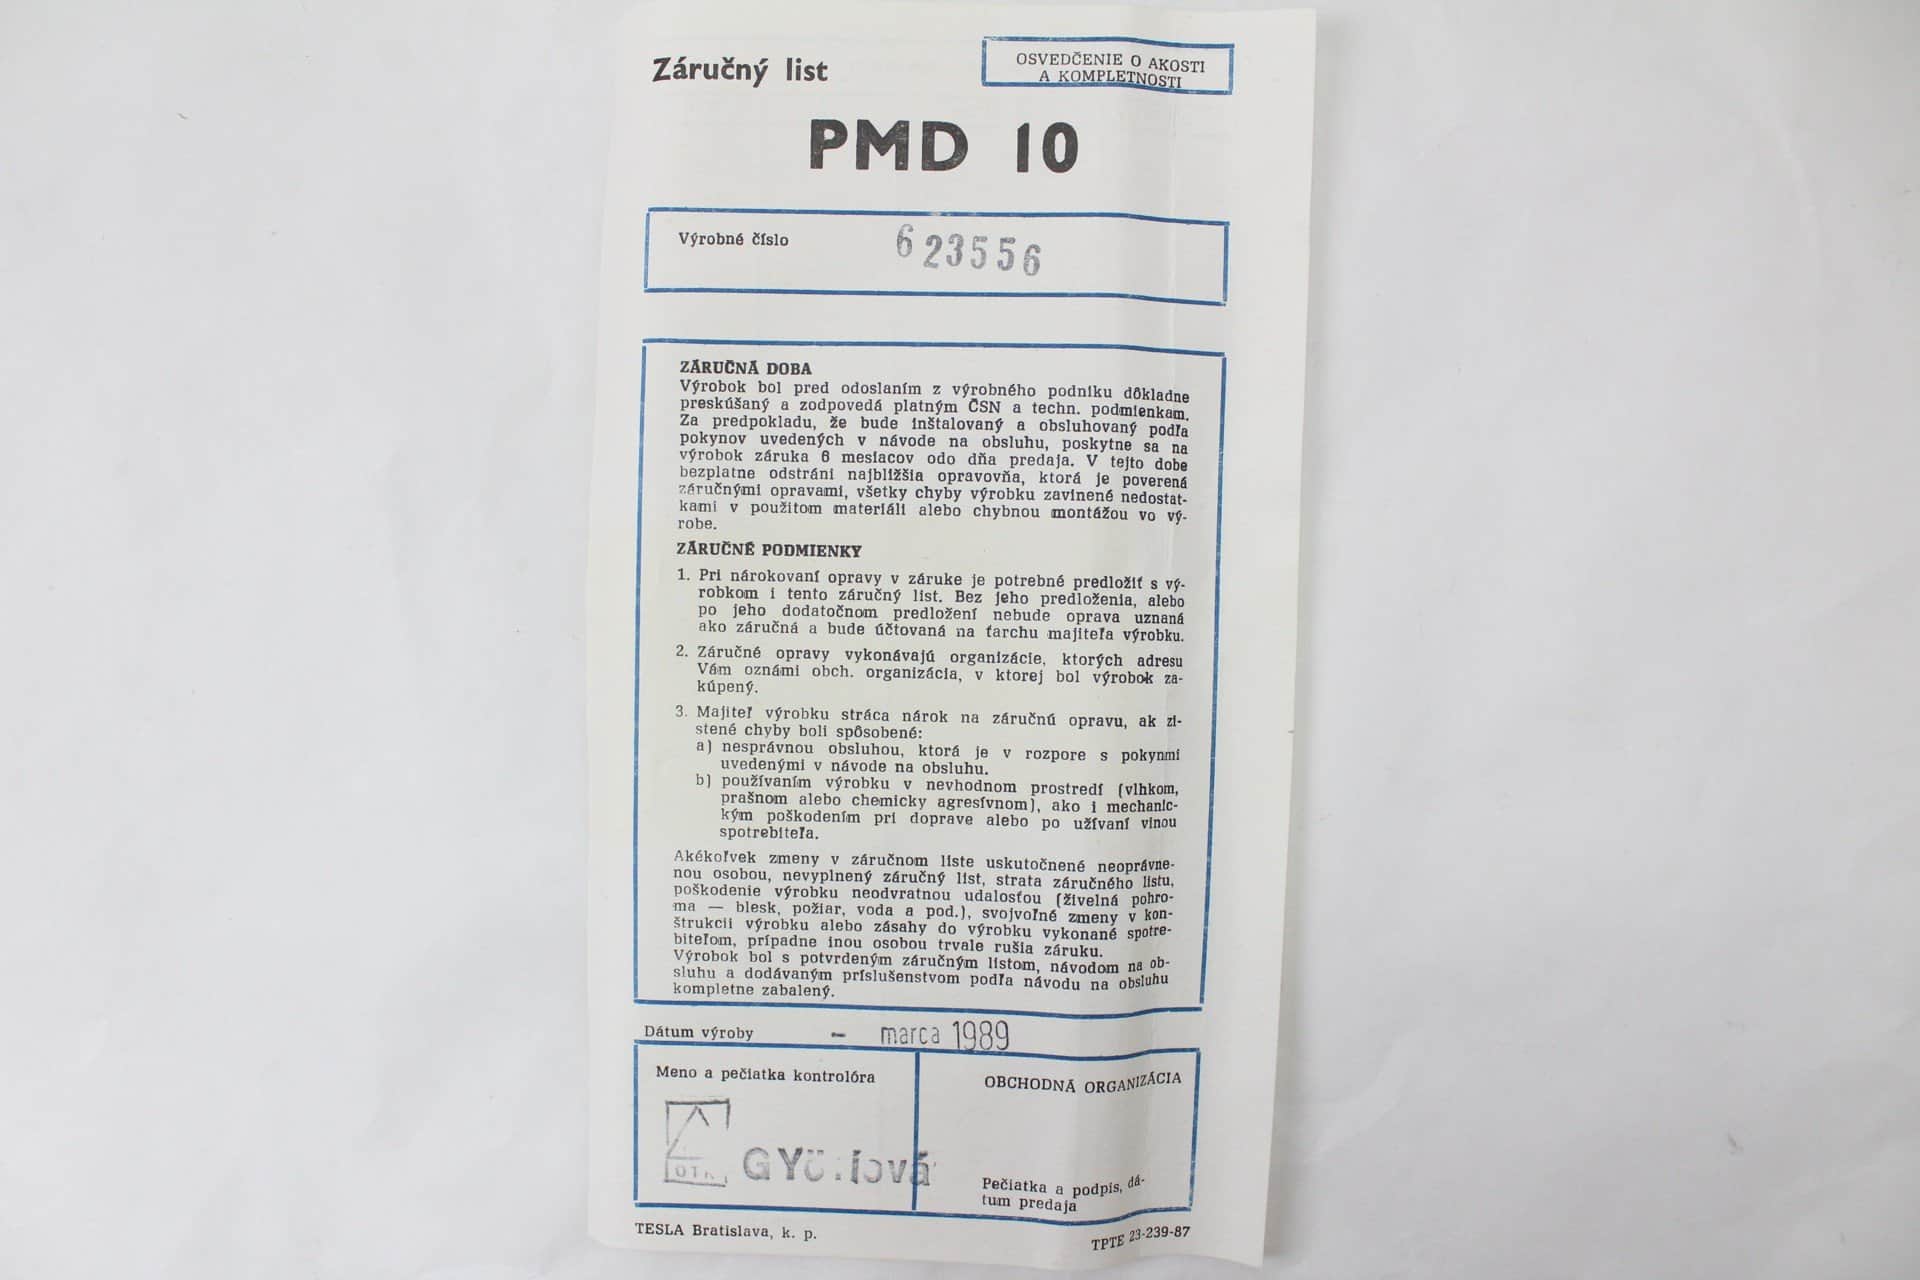 Záručný list
OSVEDČENIE O AKOSTI
A KOMPLETNOSTI
PMD 10
Výrobné číslo 623556
ZÁRUČNÁ DOBA
Výrobok bol pred odoslaním z výrobného podniku dôkladne
preskúšaný a zodpovedá platným ČSN a techn. podmienkam.
Za predpokladu, že bude inštalovaný a obsluhovaný podľa
pokynov uvedených v návode na obsluhu, poskytne sa na
výrobok záruka 6 mesiacov odo dňa predaja. V tejto dobe
bezplatne odstráni najbližšia opravovňa, ktorá je poverená
záručnými opravami, všetky chyby výrobku zavinené nedostat-
kami v použitom materiáli alebo chybnou montážou vo vý-
robe.
ZÁRUČNÉ PODMIENKY
1. Pri nárokovaní opravy v záruke je potrebné predložiť s vý-
robkom i tento záručný list. Bez jeho predloženia, alebo
po jeho dodatočnom predložení nebude oprava uznaná
ako záručná a bude účtovaná na ťarchu majiteľa výrobku.
2. Záručné opravy vykonávajú organizácie, ktorých adresu
Vám oznámi obch. organizácia, v ktorej bol výrobok za-
kúpený.
3. Majiteľ výrobku stráca nárok na záručnú opravu, ak zi-
stené chyby boli spôsobené:
a) nesprávnou obsluhou, ktorá je v rozpore s pokynmi
uvedenými v návode na obsluhu.
b) používaním výrobku v nevhodnom prostredí (vlhkom,
prašnom alebo chemicky agresívnom), ako i mechanic-
kým poškodením pri doprave alebo po užívaní vinou
spotrebiteľa.
Akékoľvek zmeny v záručnom liste uskutočnené neoprávne-
nou osobou, nevyplnený záručný list, strata záručného listu,
poškodenie výrobku neodvratnou udalosťou (živelná pohro-
ma — blesk, požiar, voda a pod.), svojvoľné zmeny v kon-
štrukcii výrobku alebo zásahy do výrobku vykonané spotre-
biteľom, prípadne inou osobou trvale rušia záruku.
Výrobok bol s potvrdeným záručným listom, návodom na ob-
sluhu a dodávaným príslušenstvom podľa návodu na obsluhu
kompletne zabalený.
Dátum výroby - marca 1989
Meno a pečiatka kontrolóra
OBCHODNÁ ORGANIZÁCIA
Pečiatka a podpis, dá-
tum predaja
TESLA Bratislava, k. p.
TPTE 23-239-87